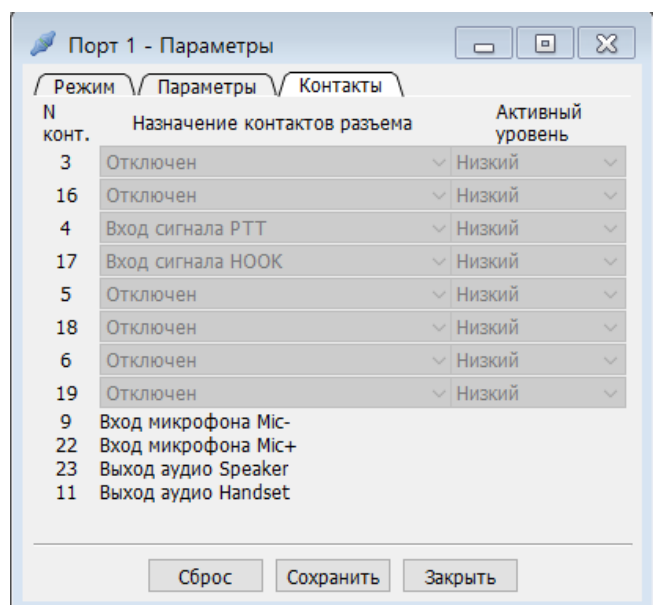 Порт 1 - Параметры
Режим Параметры Контакты
N конт. Назначение контактов разъема Активный уровень
3 Отключен Низкий
16 Отключен Низкий
4 Вход сигнала PTT Низкий
17 Вход сигнала HOOK Низкий
5 Отключен Низкий
18 Отключен Низкий
6 Отключен Низкий
19 Отключен Низкий
9 Вход микрофона Mic-
22 Вход микрофона Mic+
23 Выход аудио Speaker
11 Выход аудио Handset
Сброс Сохранить Закрыть